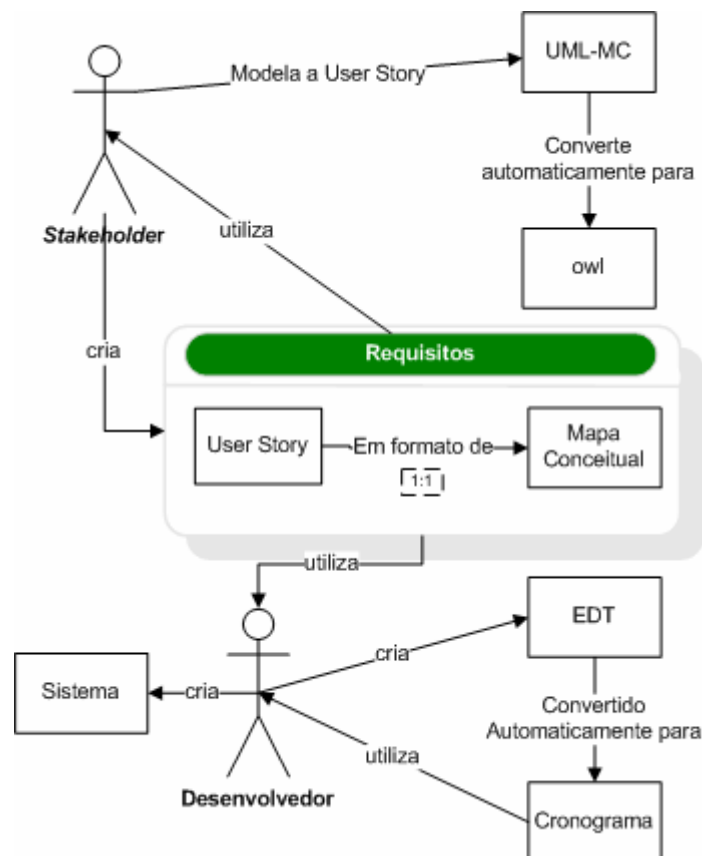 UML-MC
Modela a User Story
Converte
automaticamente para
Stakeholder
utiliza
owl
cria
Requisitos
User Story
Em formato de
1:1
Mapa
Conceitual
utiliza
EDT
cria
Sistema
cria
Convertido
Automaticamente para
utiliza
Desenvolvedor
Cronograma